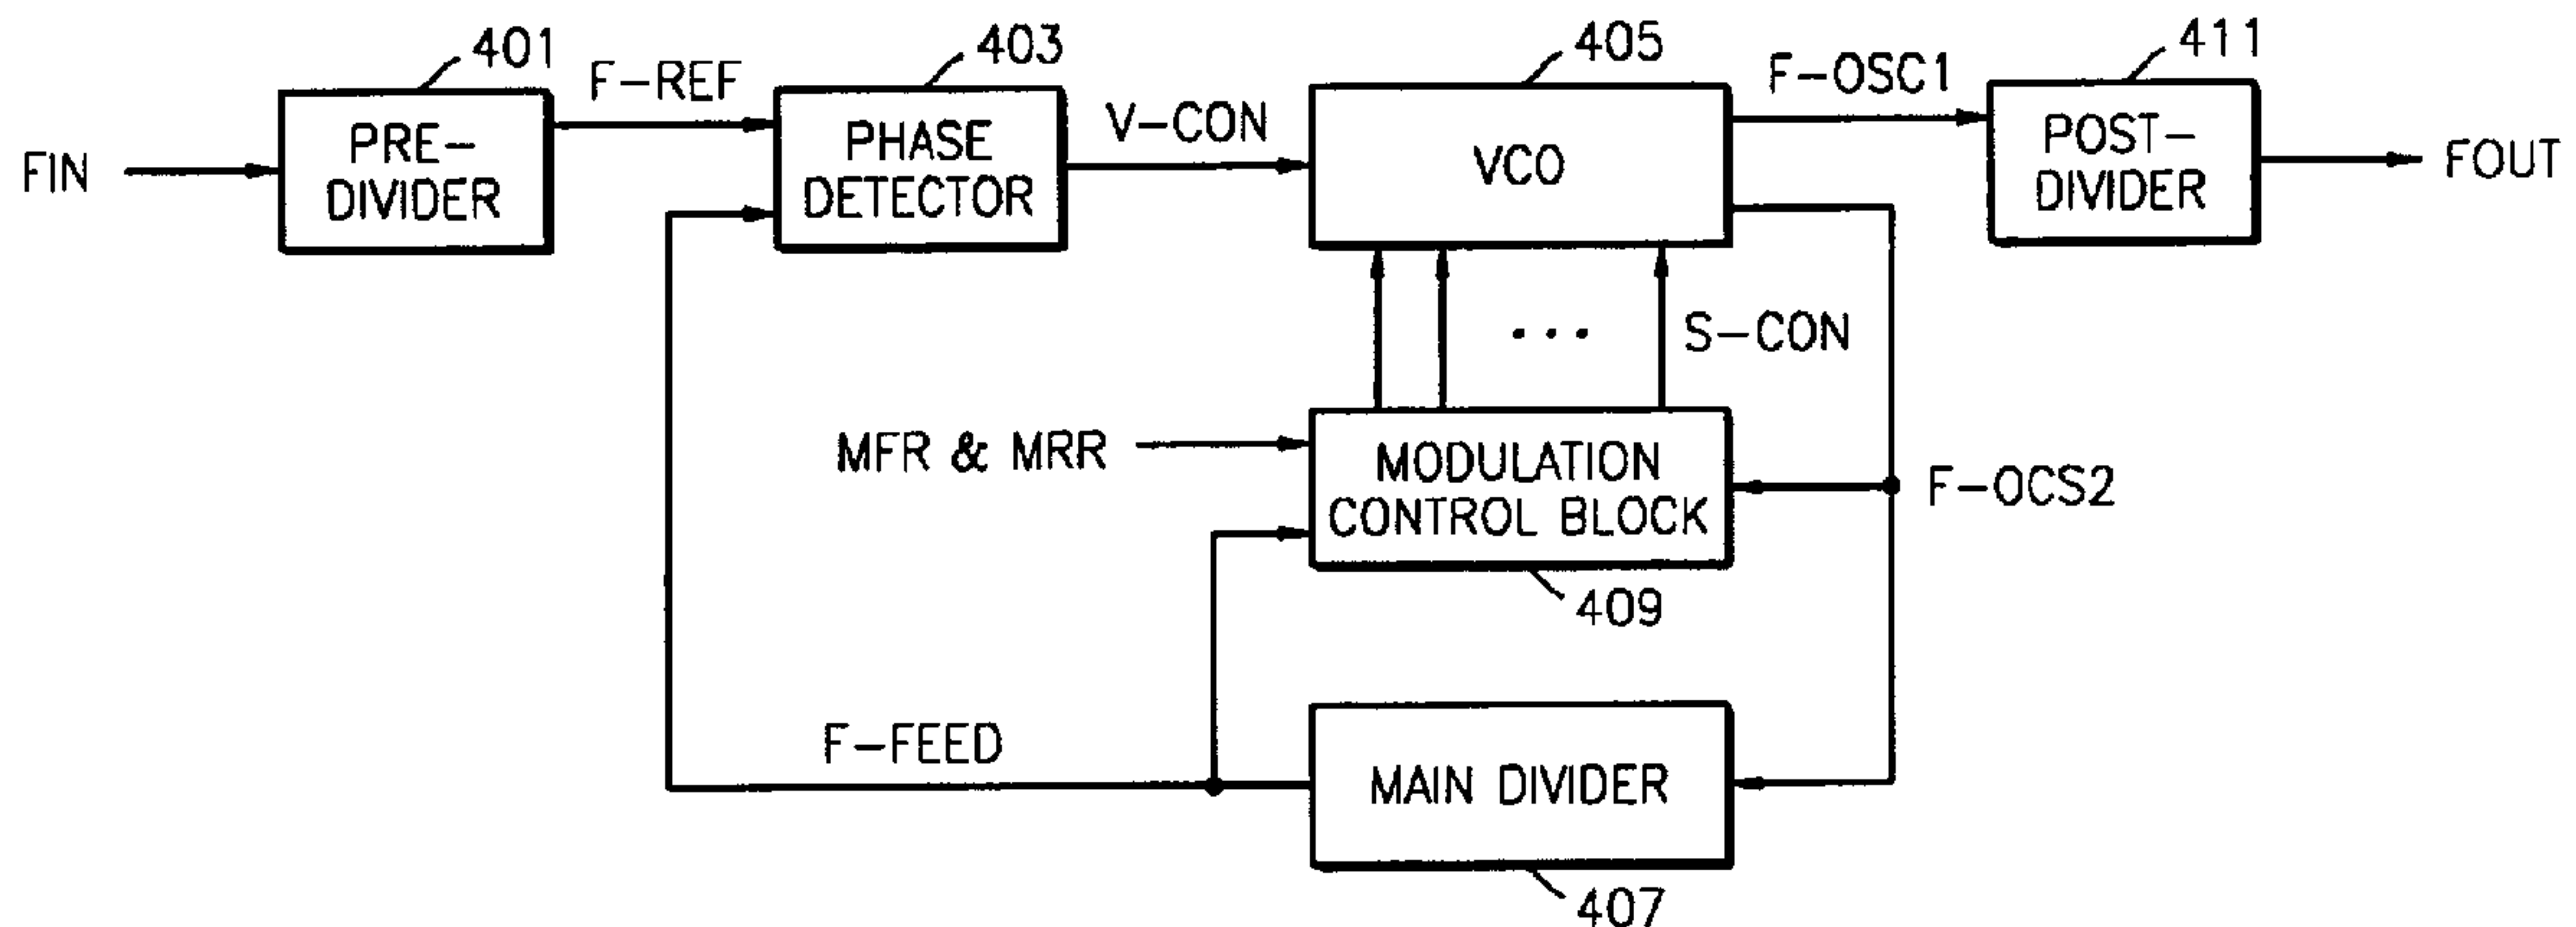 401
403
405
411
F-REF
V-CON
F-OSC1
FIN
PRE-
DIVIDER
PHASE
DETECTOR
VCO
POST-
DIVIDER
FOUT
...
S-CON
MFR & MRR
MODULATION
CONTROL BLOCK
F-OCS2
409
F-FEED
MAIN DIVIDER
407